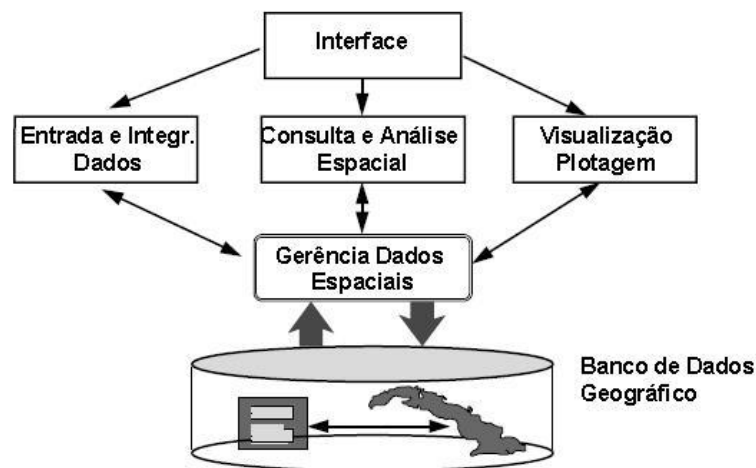 Interface
Entrada e Integr.
Dados
Consulta e Análise
Espacial
Visualização
Plotagem
Gerência Dados
Espaciais
Banco de Dados
Geográfico